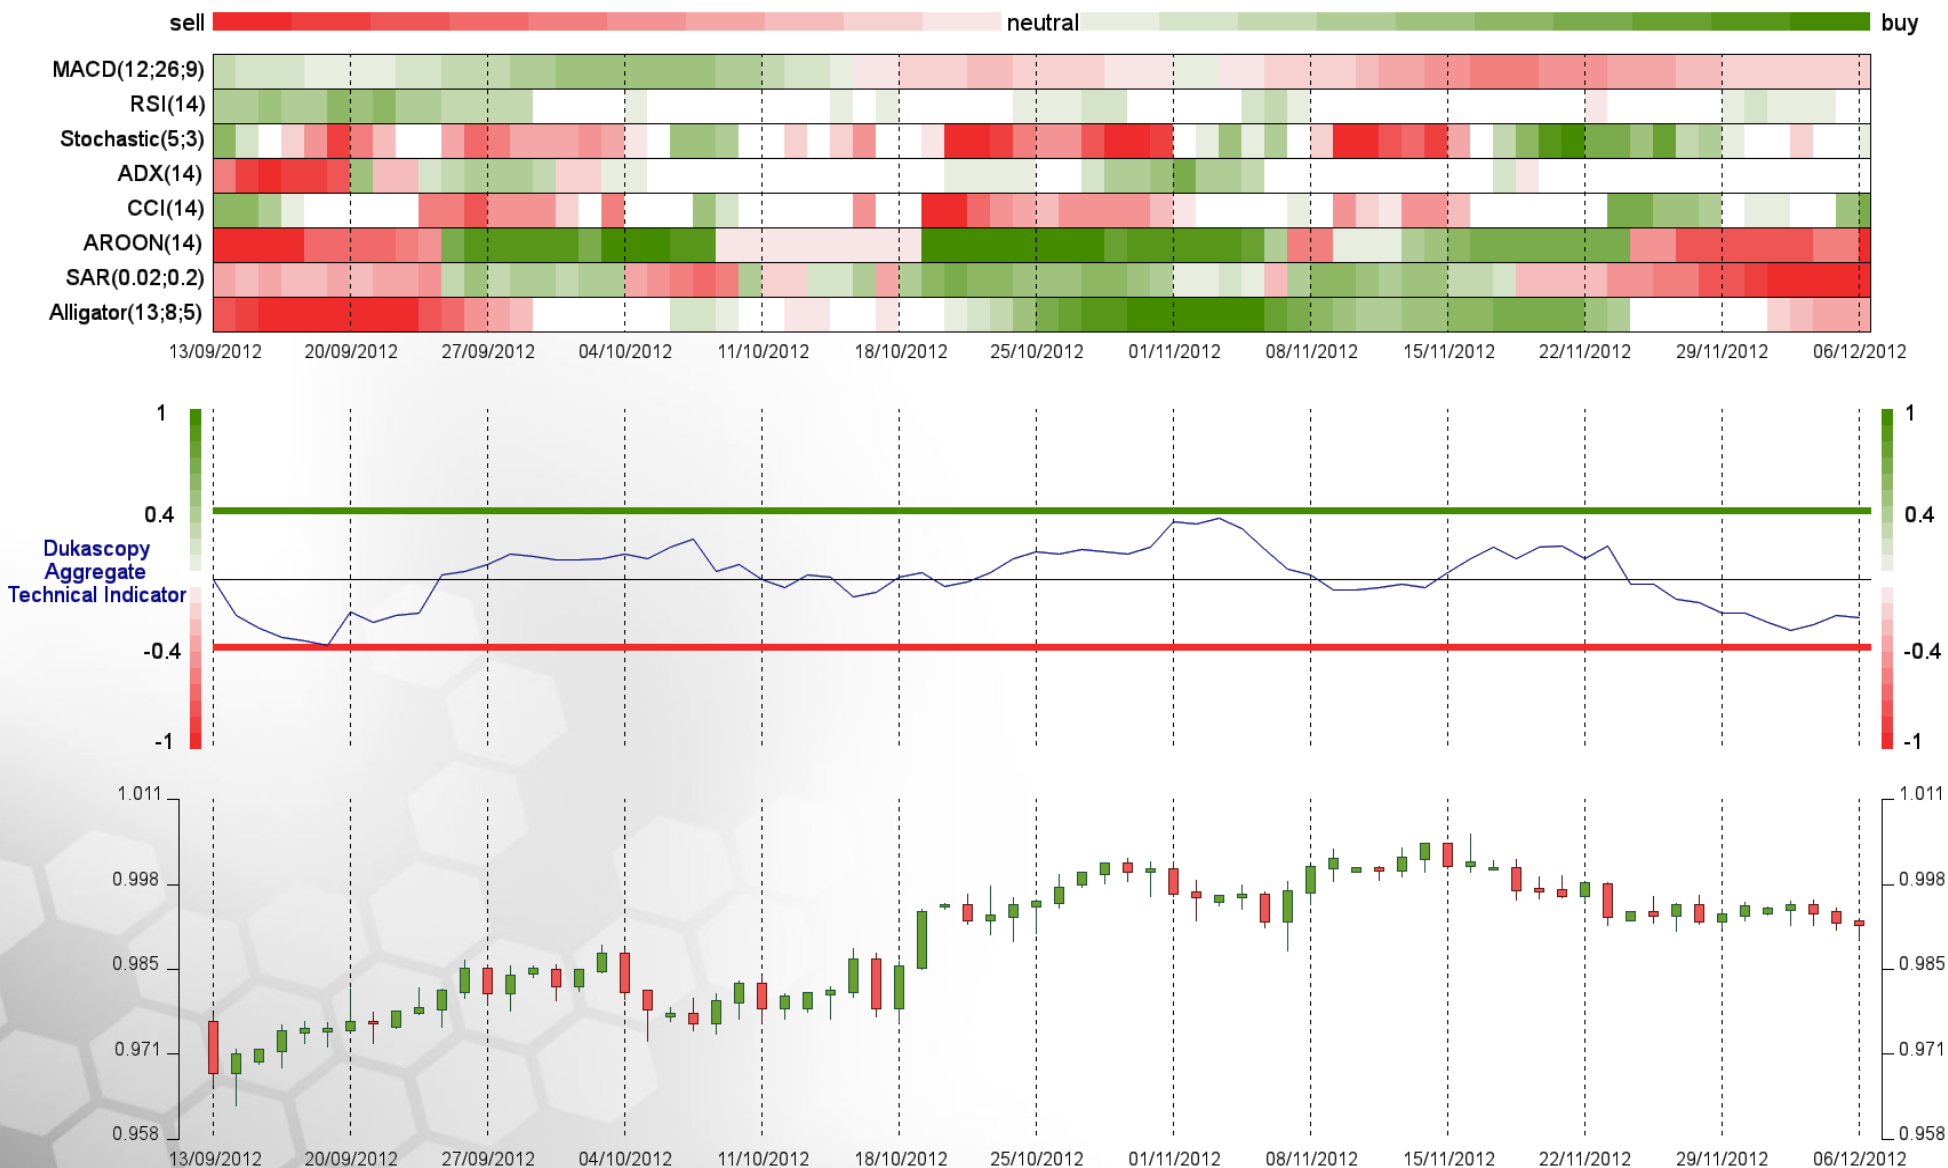 sell neutral buy
MACD(12;26;9)
RSI(14)
Stochastic(5;3)
ADX(14)
CCI(14)
AROON(14)
SAR(0.02;0.2)
Alligator(13;8;5)
13/09/2012 20/09/2012 27/09/2012 04/10/2012 11/10/2012 18/10/2012 25/10/2012 01/11/2012 08/11/2012 15/11/2012 22/11/2012 29/11/2012 06/12/2012
1 1
0.4 0.4
Dukascopy
Aggregate
Technical Indicator
-0.4 -0.4
-1 -1
1.011 1.011
0.998 0.998
0.985 0.985
0.971 0.971
0.958 0.958
13/09/2012 20/09/2012 27/09/2012 04/10/2012 11/10/2012 18/10/2012 25/10/2012 01/11/2012 08/11/2012 15/11/2012 22/11/2012 29/11/2012 06/12/2012